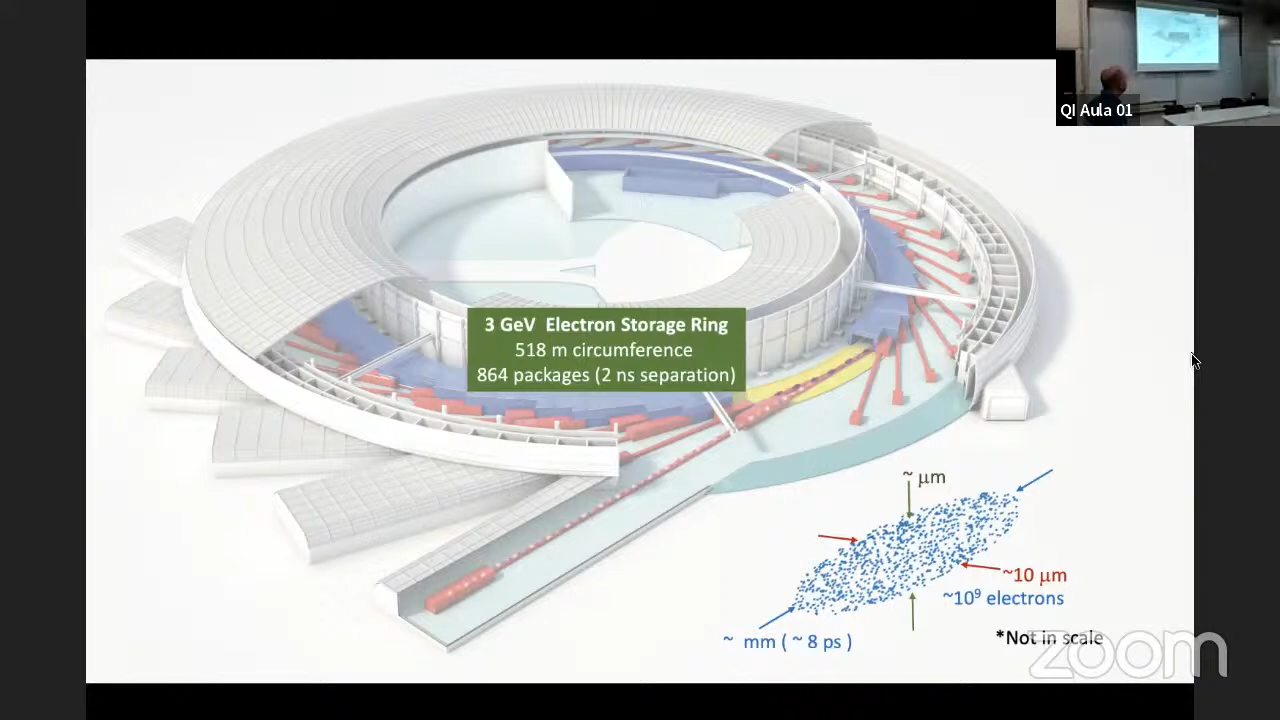 QI Aula 01
3 GeV Electron Storage Ring
518 m circumference
864 packages (2 ns separation)
~ μm
~10 μm
~10⁹ electrons
~ mm ( ~ 8 ps )
*Not in scale
zoom